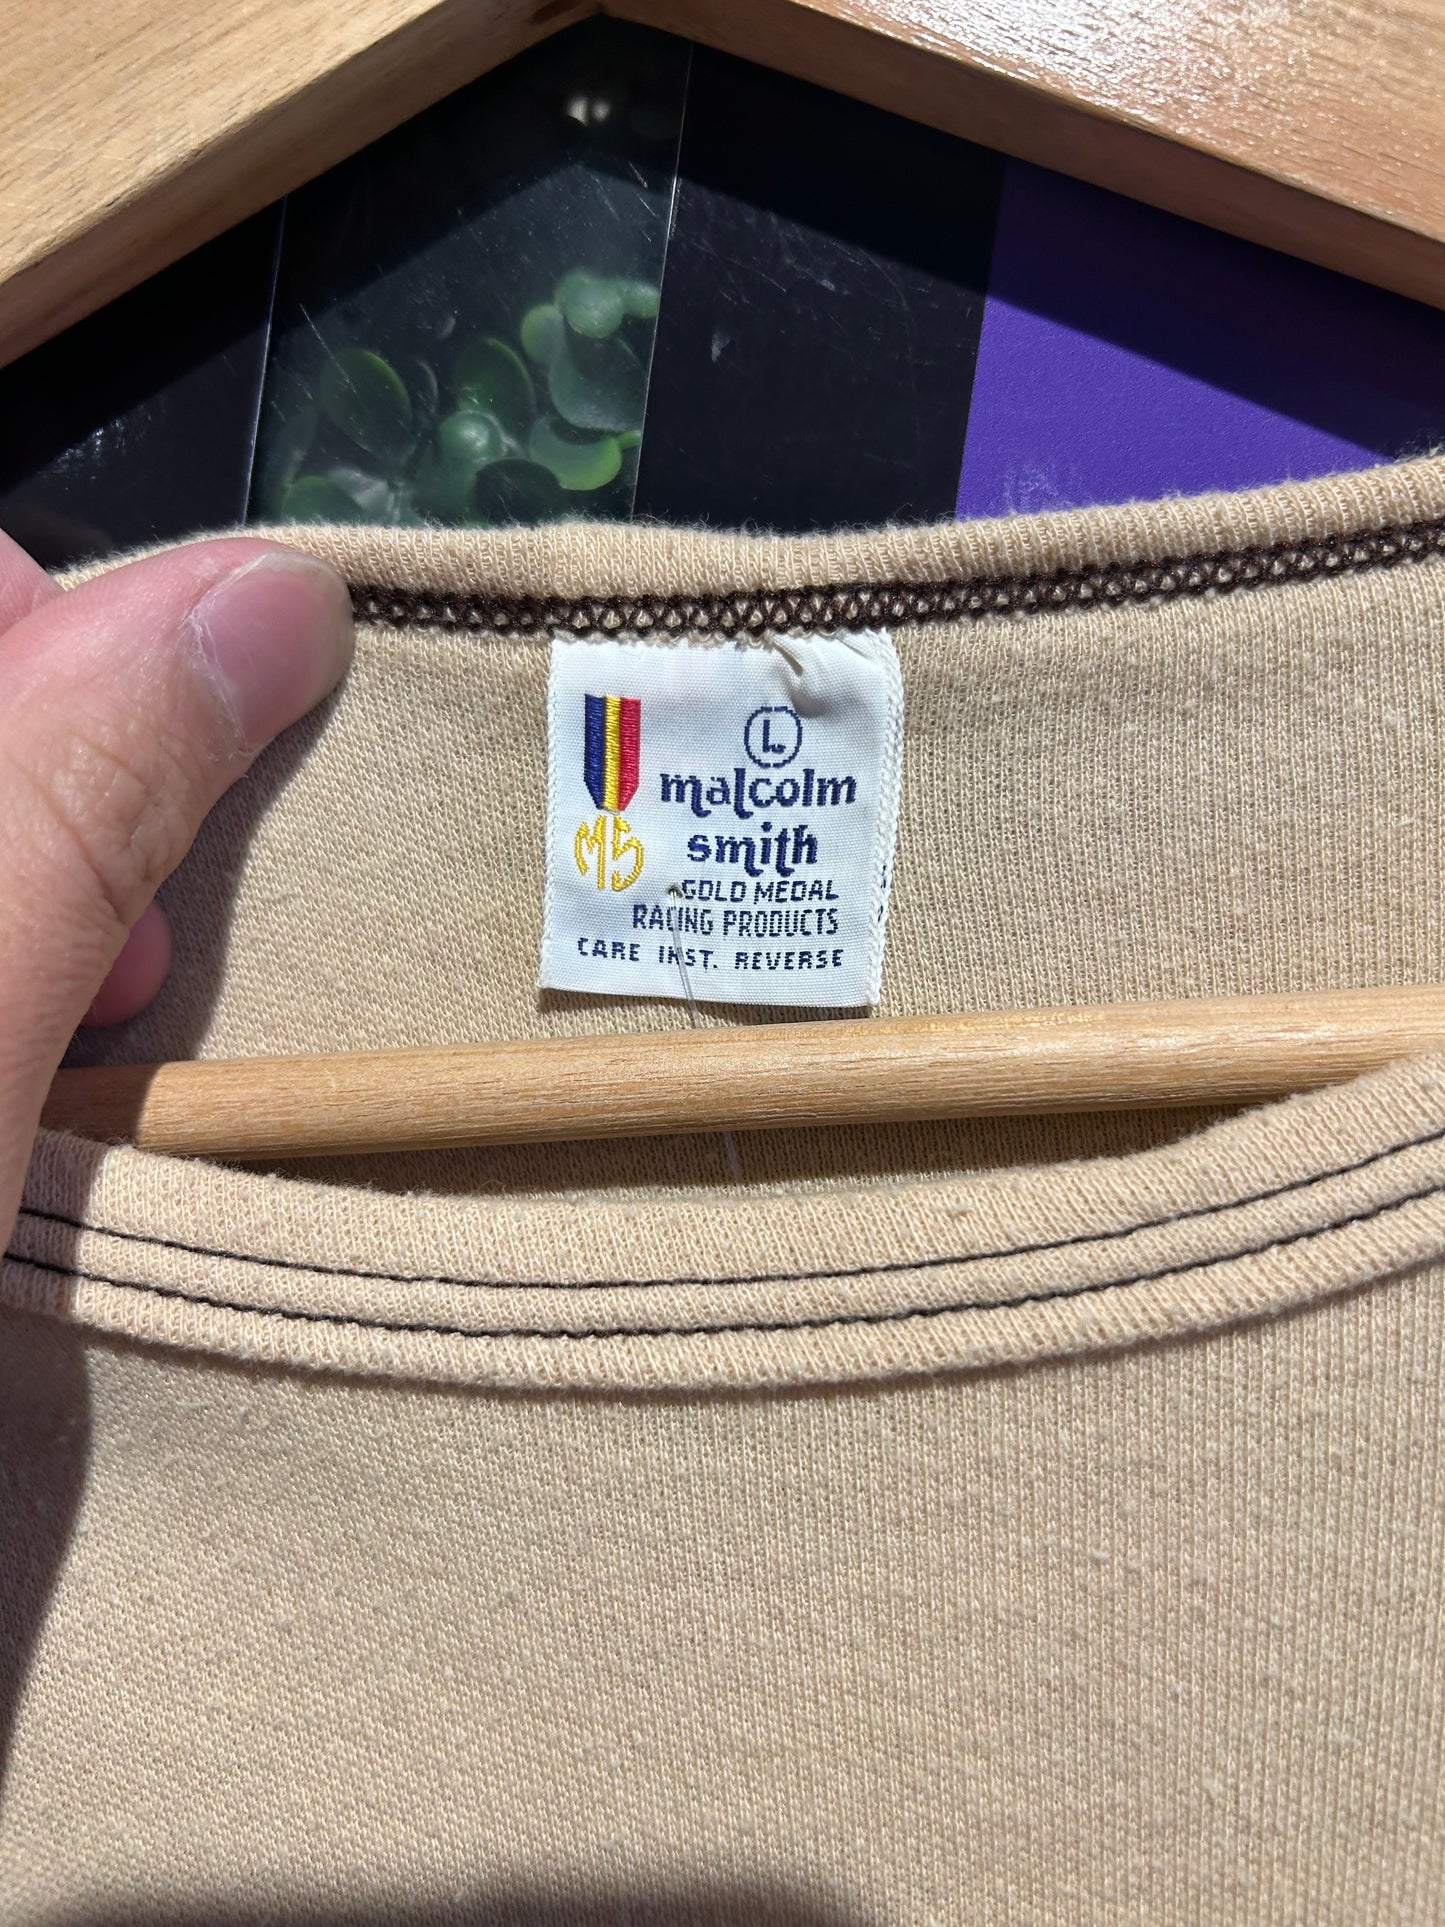 L
malcolm
smith
MS
GOLD MEDAL
RACING PRODUCTS
CARE INST. REVERSE